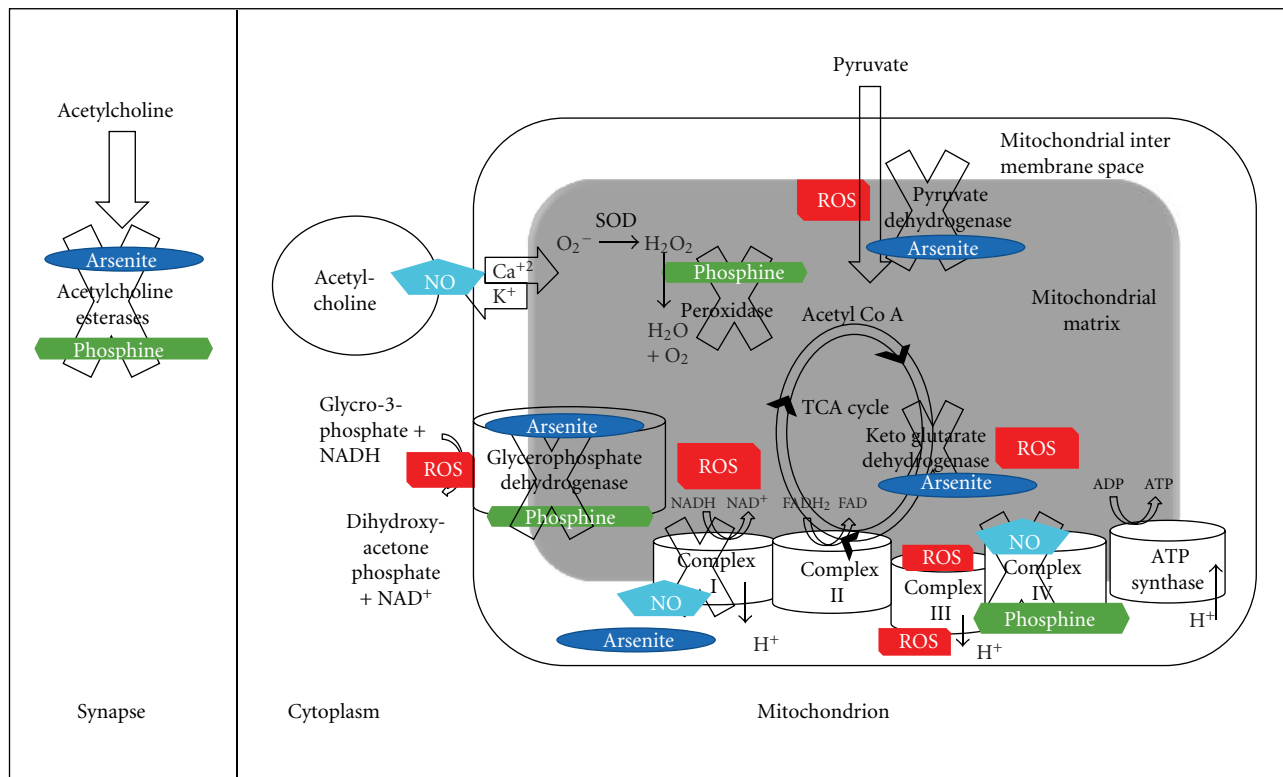 Acetylcholine
Arsenite
Acetylcholine
esterases
Phosphine
Synapse
Pyruvate
Mitochondrial inter
membrane space
ROS
Pyruvate
dehydrogenase
Arsenite
SOD
O₂⁻
H₂O₂
Phosphine
Peroxidase
H₂O
+ O₂
Acetyl-
choline
NO
Ca⁺²
K⁺
Acetyl Co A
Mitochondrial
matrix
TCA cycle
Keto glutarate
dehydrogenase
Arsenite
ROS
Glycro-3-
phosphate +
NADH
ROS
Dihydroxy-
acetone
phosphate
+ NAD⁺
Arsenite
Glycerophosphate
dehydrogenase
Phosphine
ROS
NADH
NAD⁺
FADH₂
FAD
ADP
ATP
Complex
I
NO
Arsenite
H⁺
Complex
II
ROS
Complex
III
ROS
H⁺
NO
Complex
IV
Phosphine
ATP
synthase
H⁺
Cytoplasm
Mitochondrion